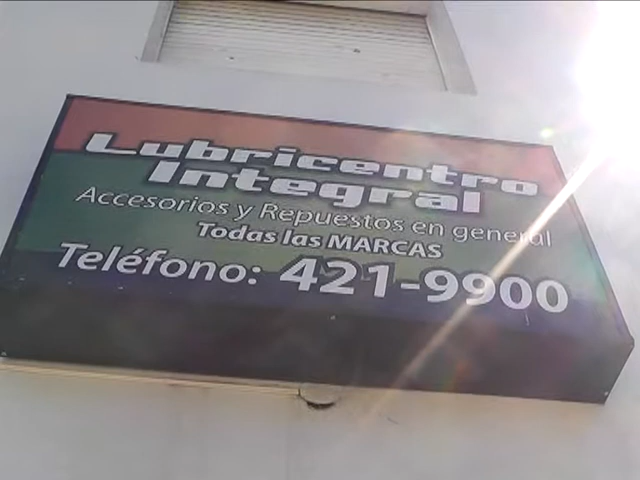 Lubricentro
Integral
Accesorios y Repuestos en general
Todas las MARCAS
Teléfono: 421-9900